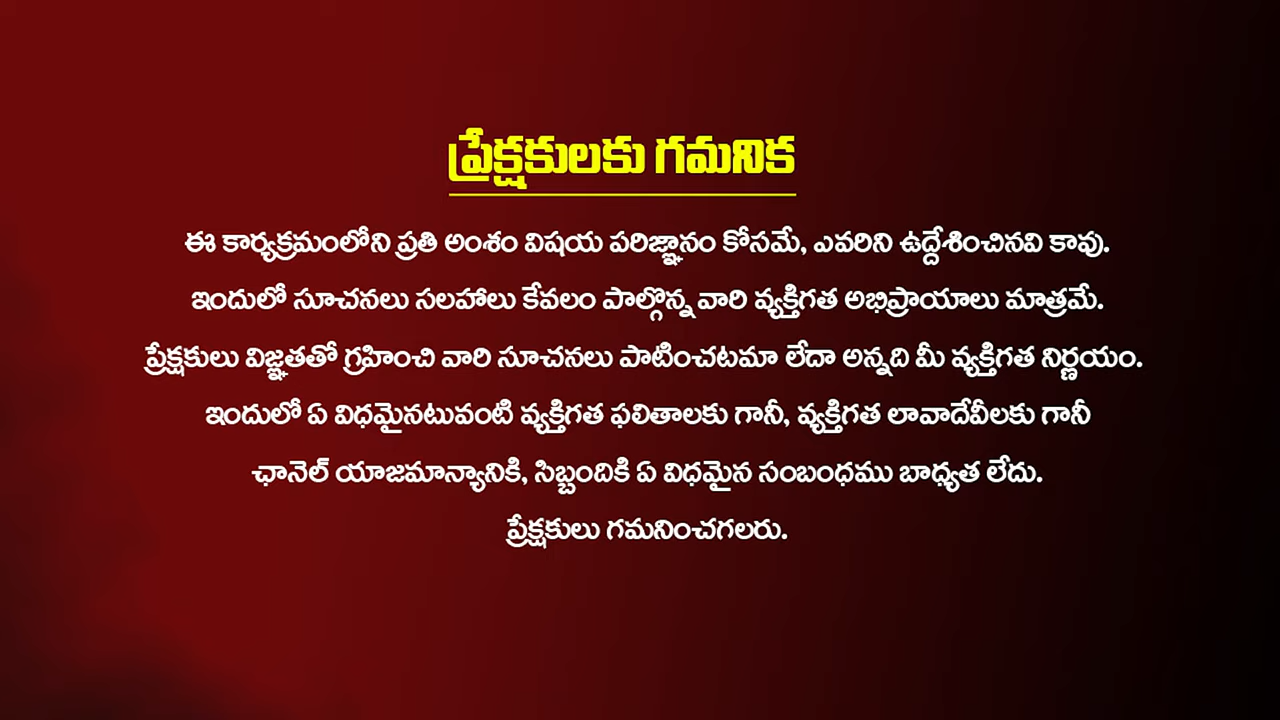 ప్రేక్షకులకు గమనిక
ఈ కార్యక్రమంలోని ప్రతి అంశం విషయ పరిజ్ఞానం కోసమే, ఎవరిని ఉద్దేశించినవి కావు.
ఇందులో సూచనలు సలహాలు కేవలం పాల్గొన్న వారి వ్యక్తిగత అభిప్రాయాలు మాత్రమే.
ప్రేక్షకులు విజ్ఞతతో గ్రహించి వారి సూచనలు పాటించటమా లేదా అన్నది మీ వ్యక్తిగత నిర్ణయం.
ఇందులో ఏ విధమైనటువంటి వ్యక్తిగత ఫలితాలకు గానీ, వ్యక్తిగత లావాదేవీలకు గానీ
ఛానెల్ యాజమాన్యానికి, సిబ్బందికి ఏ విధమైన సంబంధము బాధ్యత లేదు.
ప్రేక్షకులు గమనించగలరు.